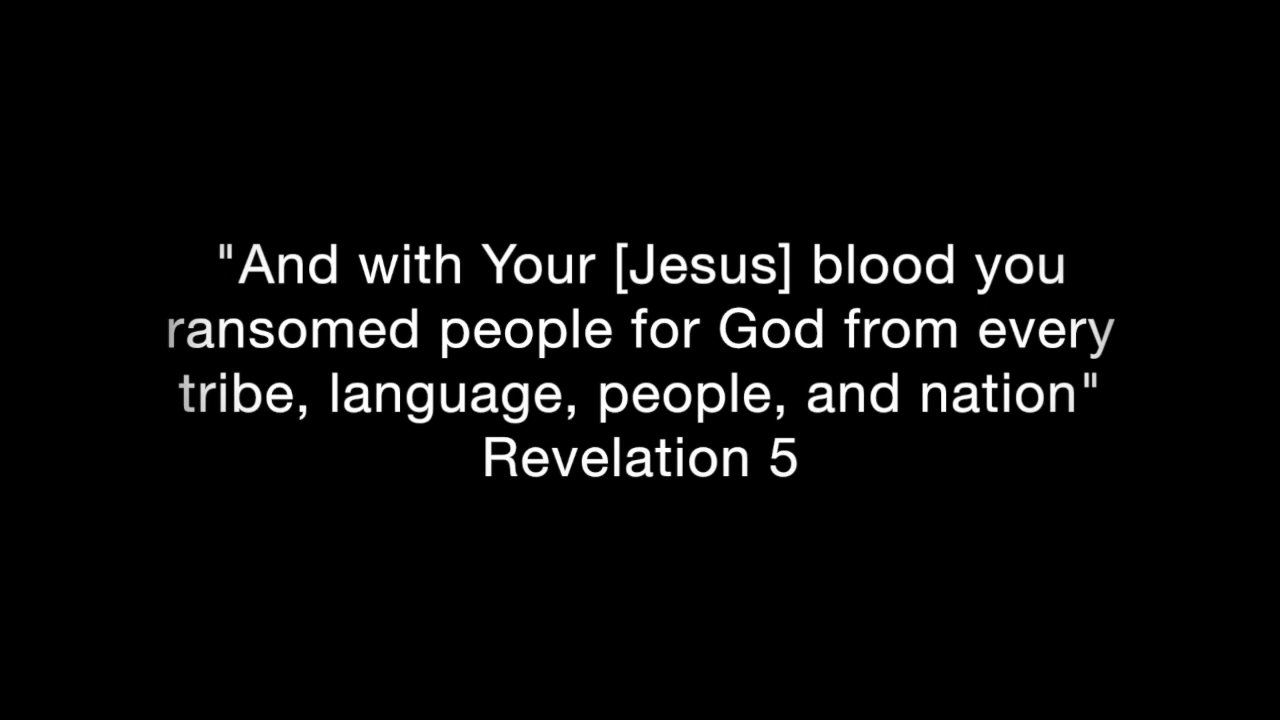 "And with Your [Jesus] blood you
ransomed people for God from every
tribe, language, people, and nation"
Revelation 5